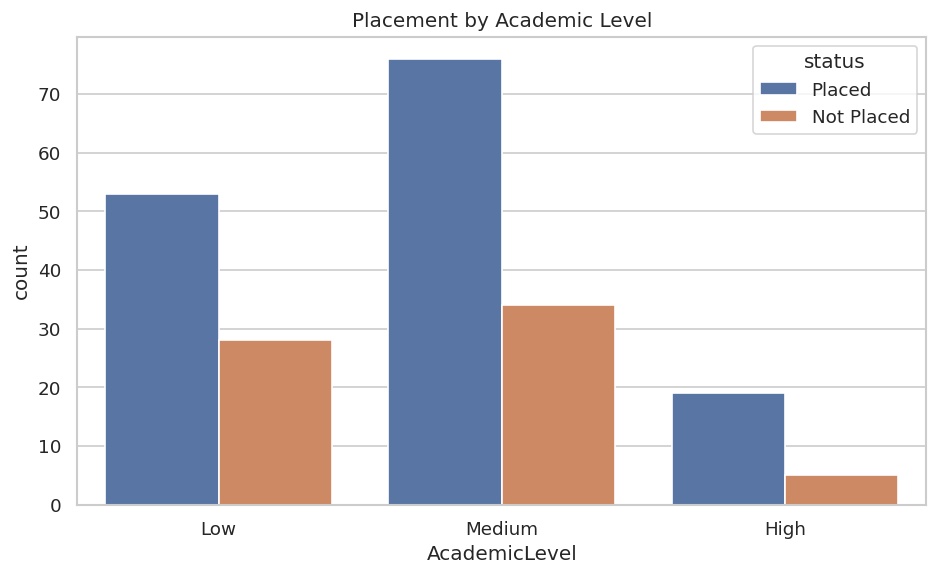 Placement by Academic Level
status
Placed
Not Placed
count
70
60
50
40
30
20
10
0
Low Medium High
AcademicLevel